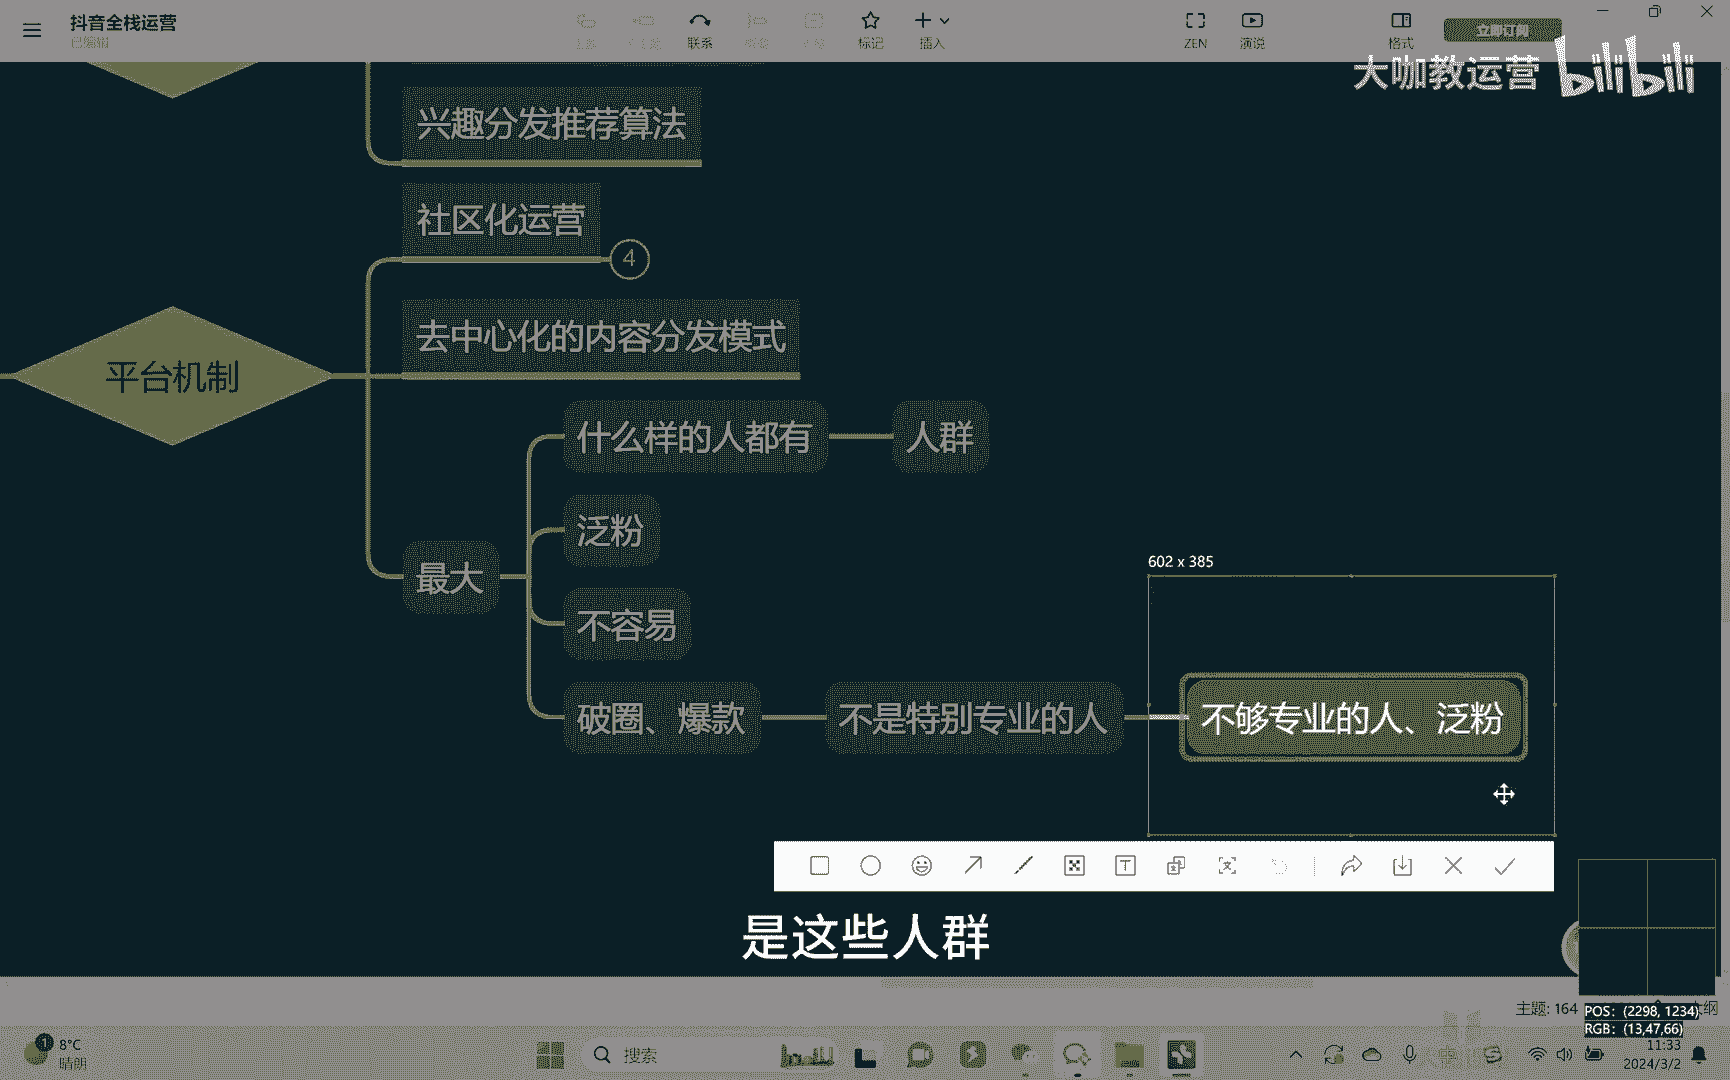 抖音全栈运营
已编辑
联系
标记
插入
ZEN
演说
格式
立即订阅
大咖教运营 bilibili
兴趣分发推荐算法
社区化运营
4
去中心化的内容分发模式
平台机制
什么样的人都有
人群
泛粉
最大
不容易
破圈、爆款
不是特别专业的人
不够专业的人、泛粉
602 x 385
是这些人群
主题: 164
POS: (2298, 1234)
RGB: (13,47,66)
1
8°C
晴朗
搜索
中
11:33
2024/3/2